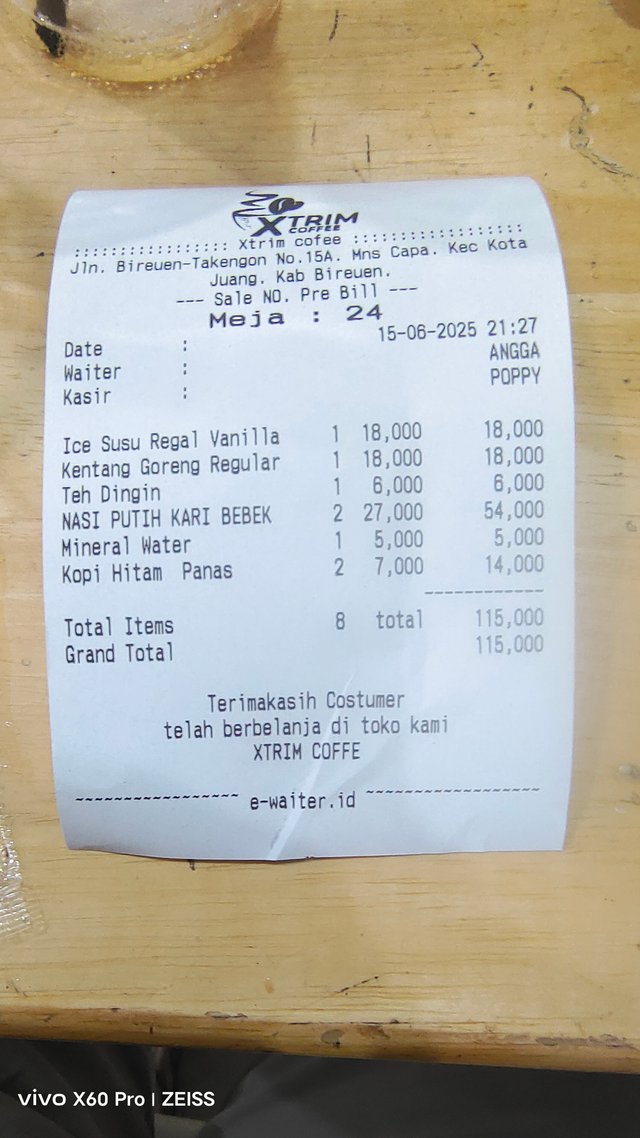 XTRIM
COFFEE
::::::::::::::::: Xtrim cofee :::::::::::::::::
Jln. Bireuen-Takengon No.15A. Mns Capa. Kec Kota
Juang. Kab Bireuen.
--- Sale NO. Pre Bill ---
Meja : 24
Date : 15-06-2025 21:27
Waiter : ANGGA
Kasir : POPPY
Ice Susu Regal Vanilla 1 18,000 18,000
Kentang Goreng Regular 1 18,000 18,000
Teh Dingin 1 6,000 6,000
NASI PUTIH KARI BEBEK 2 27,000 54,000
Mineral Water 1 5,000 5,000
Kopi Hitam Panas 2 7,000 14,000
------------
Total Items 8 total 115,000
Grand Total 115,000
Terimakasih Costumer
telah berbelanja di toko kami
XTRIM COFFE
~~~~~~~~~~~~~~~~~ e-waiter.id ~~~~~~~~~~~~~~~~~~
vivo X60 Pro | ZEISS